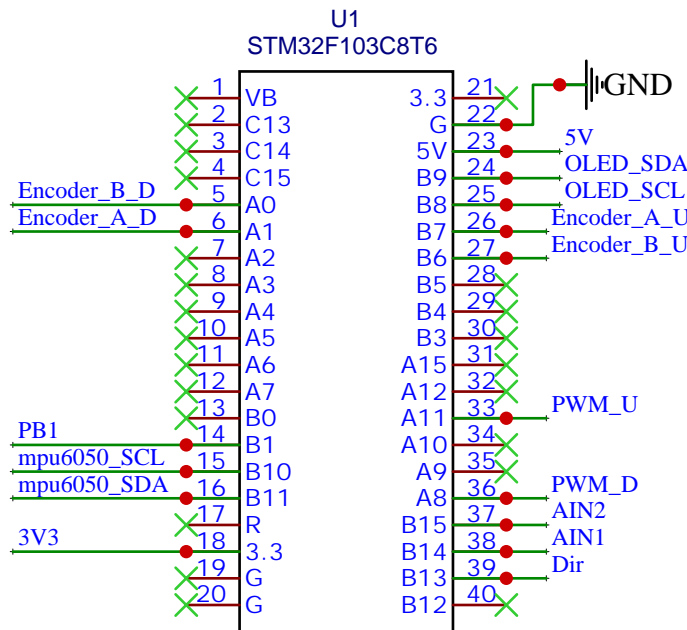 U1
STM32F103C8T6
1 VB
2 C13
3 C14
4 C15
Encoder_B_D 5 A0
Encoder_A_D 6 A1
7 A2
8 A3
9 A4
10 A5
11 A6
12 A7
13 B0
PB1 14 B1
mpu6050_SCL 15 B10
mpu6050_SDA 16 B11
17 R
3V3 18 3.3
19 G
20 G
3.3 21
G 22 GND
5V 23 5V
B9 24 OLED_SDA
B8 25 OLED_SCL
B7 26 Encoder_A_U
B6 27 Encoder_B_U
B5 28
B4 29
B3 30
A15 31
A12 32
A11 33 PWM_U
A10 34
A9 35
A8 36 PWM_D
B15 37 AIN2
B14 38 AIN1
B13 39 Dir
B12 40